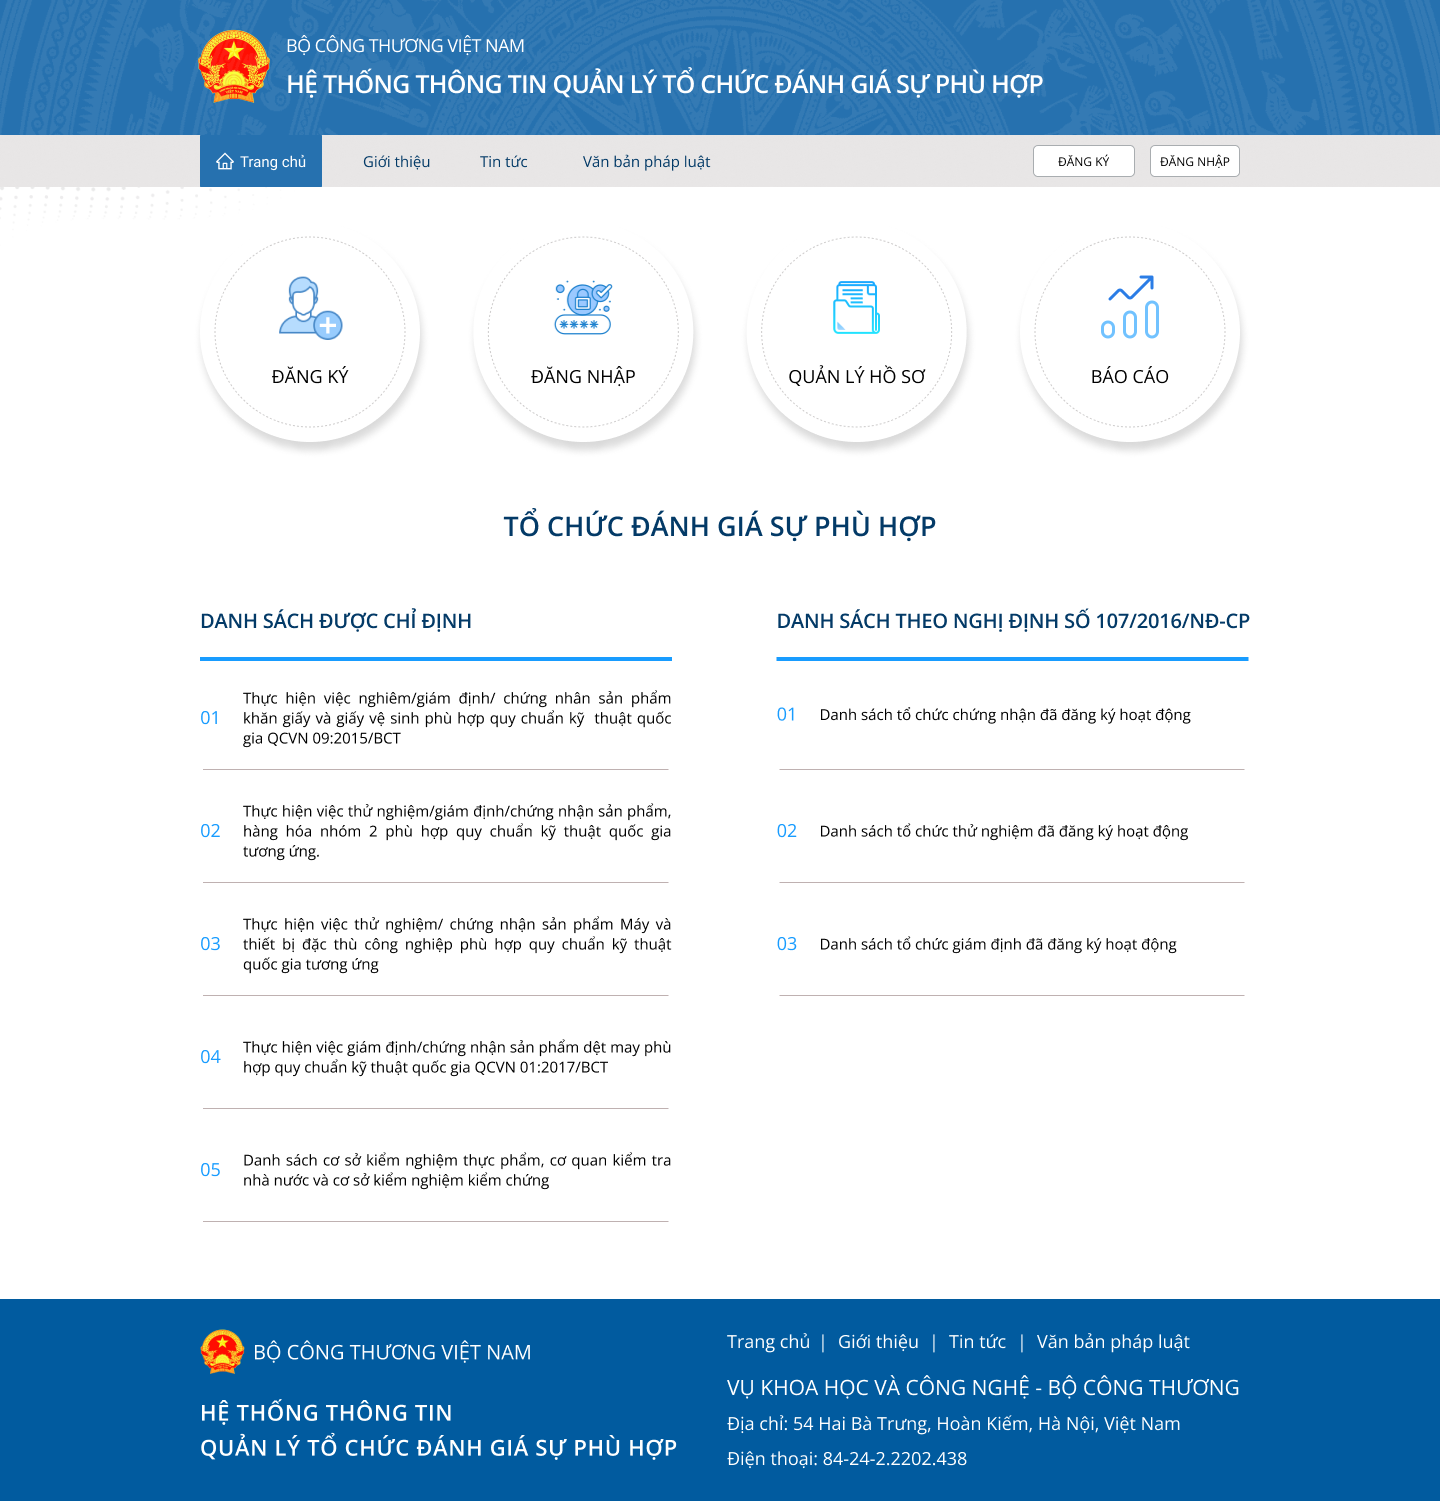 BỘ CÔNG THƯƠNG VIỆT NAM
HỆ THỐNG THÔNG TIN QUẢN LÝ TỔ CHỨC ĐÁNH GIÁ SỰ PHÙ HỢP
Trang chủ
Giới thiệu
Tin tức
Văn bản pháp luật
ĐĂNG KÝ
ĐĂNG NHẬP
ĐĂNG KÝ
ĐĂNG NHẬP
QUẢN LÝ HỒ SƠ
BÁO CÁO
TỔ CHỨC ĐÁNH GIÁ SỰ PHÙ HỢP
DANH SÁCH ĐƯỢC CHỈ ĐỊNH
01
Thực hiện việc nghiêm/giám định/ chứng nhân sản phẩm
khăn giấy và giấy vệ sinh phù hợp quy chuẩn kỹ thuật quốc
gia QCVN 09:2015/BCT
02
Thực hiện việc thử nghiệm/giám định/chứng nhận sản phẩm,
hàng hóa nhóm 2 phù hợp quy chuẩn kỹ thuật quốc gia
tương ứng.
03
Thực hiện việc thử nghiệm/ chứng nhận sản phẩm Máy và
thiết bị đặc thù công nghiệp phù hợp quy chuẩn kỹ thuật
quốc gia tương ứng
04
Thực hiện việc giám định/chứng nhận sản phẩm dệt may phù
hợp quy chuẩn kỹ thuật quốc gia QCVN 01:2017/BCT
05
Danh sách cơ sở kiểm nghiệm thực phẩm, cơ quan kiểm tra
nhà nước và cơ sở kiểm nghiệm kiểm chứng
DANH SÁCH THEO NGHỊ ĐỊNH SỐ 107/2016/NĐ-CP
01
Danh sách tổ chức chứng nhận đã đăng ký hoạt động
02
Danh sách tổ chức thử nghiệm đã đăng ký hoạt động
03
Danh sách tổ chức giám định đã đăng ký hoạt động
BỘ CÔNG THƯƠNG VIỆT NAM
HỆ THỐNG THÔNG TIN
QUẢN LÝ TỔ CHỨC ĐÁNH GIÁ SỰ PHÙ HỢP
Trang chủ | Giới thiệu | Tin tức | Văn bản pháp luật
VỤ KHOA HỌC VÀ CÔNG NGHỆ - BỘ CÔNG THƯƠNG
Địa chỉ: 54 Hai Bà Trưng, Hoàn Kiếm, Hà Nội, Việt Nam
Điện thoại: 84-24-2.2202.438